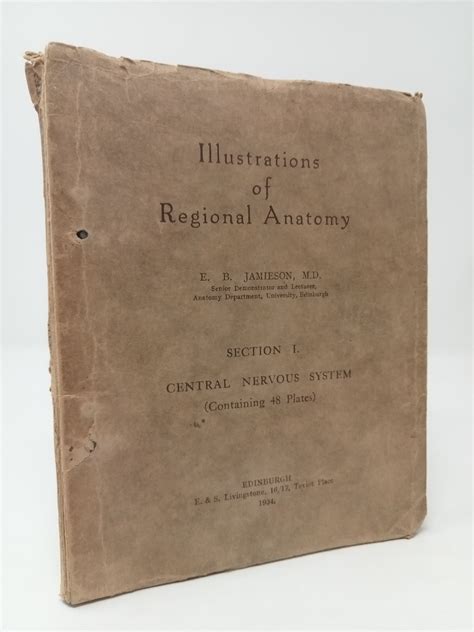 Illustrations
of
Regional Anatomy
E. B. JAMIESON, M.D.
Senior Demonstrator and Lecturer,
Anatomy Department, University, Edinburgh
SECTION I.
CENTRAL NERVOUS SYSTEM
(Containing 48 Plates)
EDINBURGH
E. & S. Livingstone, 16, 17, Teviot Place
1934.